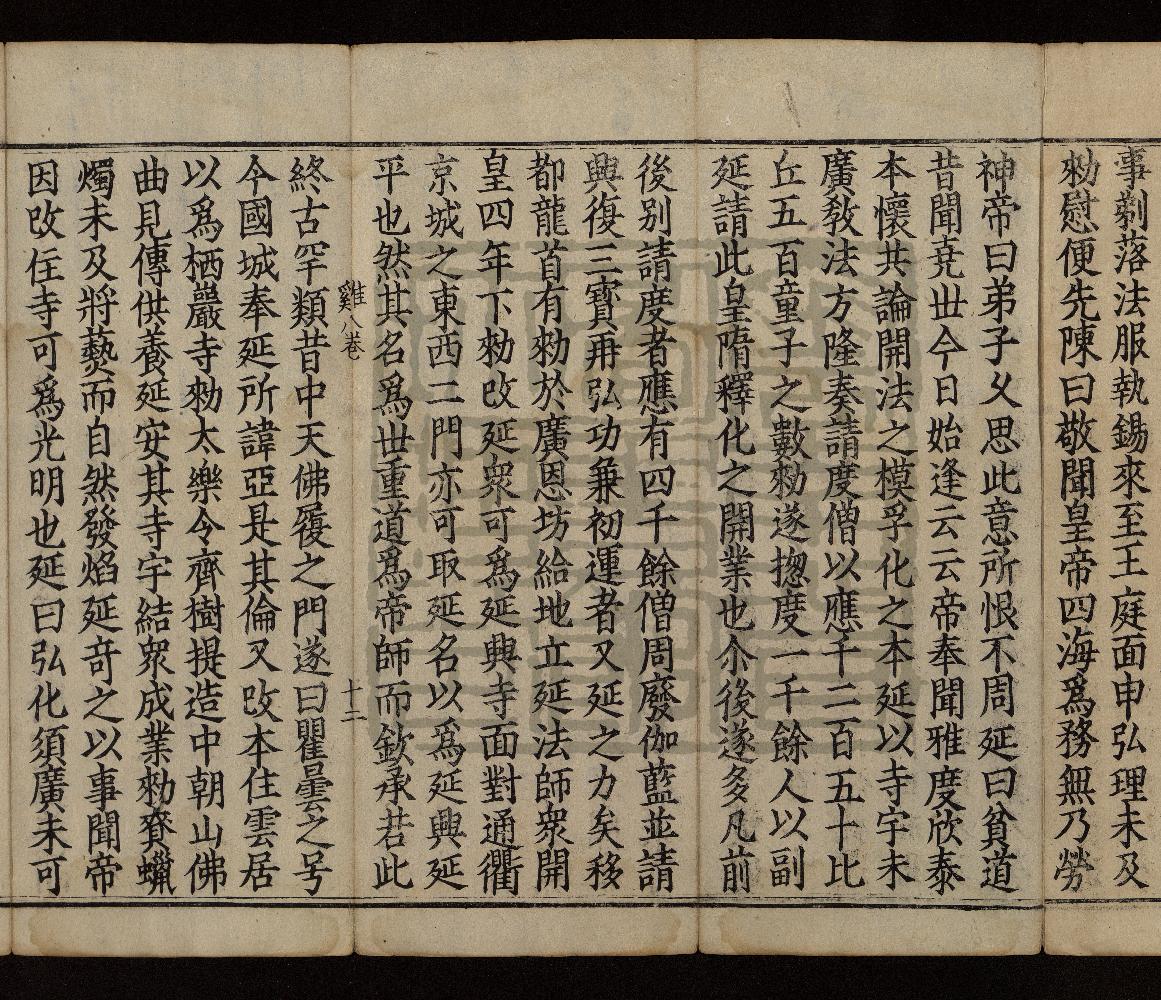 事剃落法服執錫來至王庭面申弘理未及
勑慰便先陳曰敬聞皇帝四海爲務無乃勞
神帝曰弟子乆思此意所恨不周延曰貧道
昔聞堯世今日始逢云云帝奉聞雅度欣泰
本懷共論開法之模孚化之本延以寺宇未
廣教法方隆奏請度僧以應千二百五十比
丘五百童子之數勑遂揔度一千餘人以副
延請此皇隋釋化之開業也尒後遂多凡前
後别請度者應有四千餘僧周廢伽藍並請
興復三寳再弘功兼初運者又延之力矣移
都龍首有勑於廣恩坊給地立延法師衆開
皇四年下勑改延衆可爲延興寺面對通衢
京城之東西二門亦可取延名以爲延興延
平也然其名爲世重道爲帝師而欽承若此
雞八卷 十二
終古罕類昔中天佛履之門遂曰瞿曇之号
今國城奉延所諱亞是其倫又改本住雲居
以爲栖巖寺勑太樂令齊樹提造中朝山佛
曲見傳供養延安其寺宇結衆成業勑賚蠟
燭未及將爇而自然發焰延竒之以事聞帝
因改住寺可爲光明也延曰弘化須廣未可